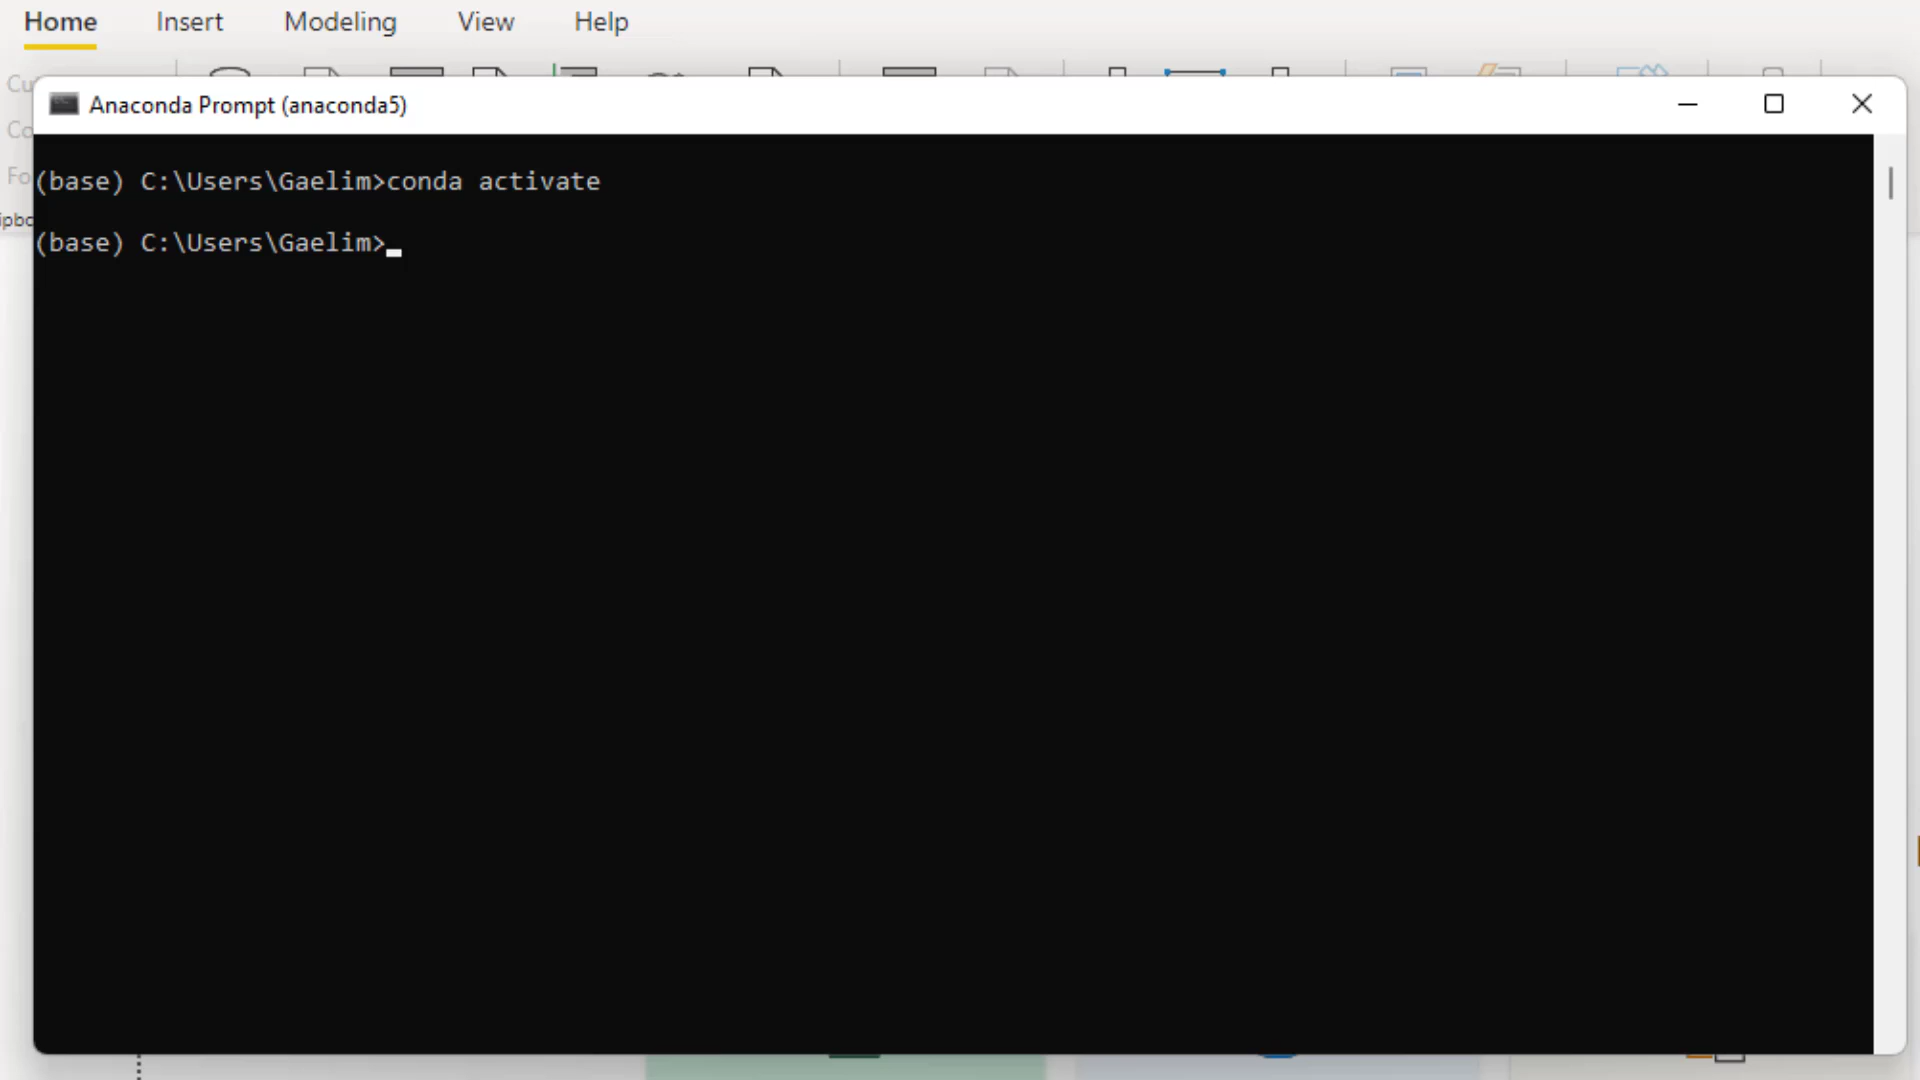 Home Insert Modeling View Help
Anaconda Prompt (anaconda5)
(base) C:\Users\Gaelim>conda activate
(base) C:\Users\Gaelim>